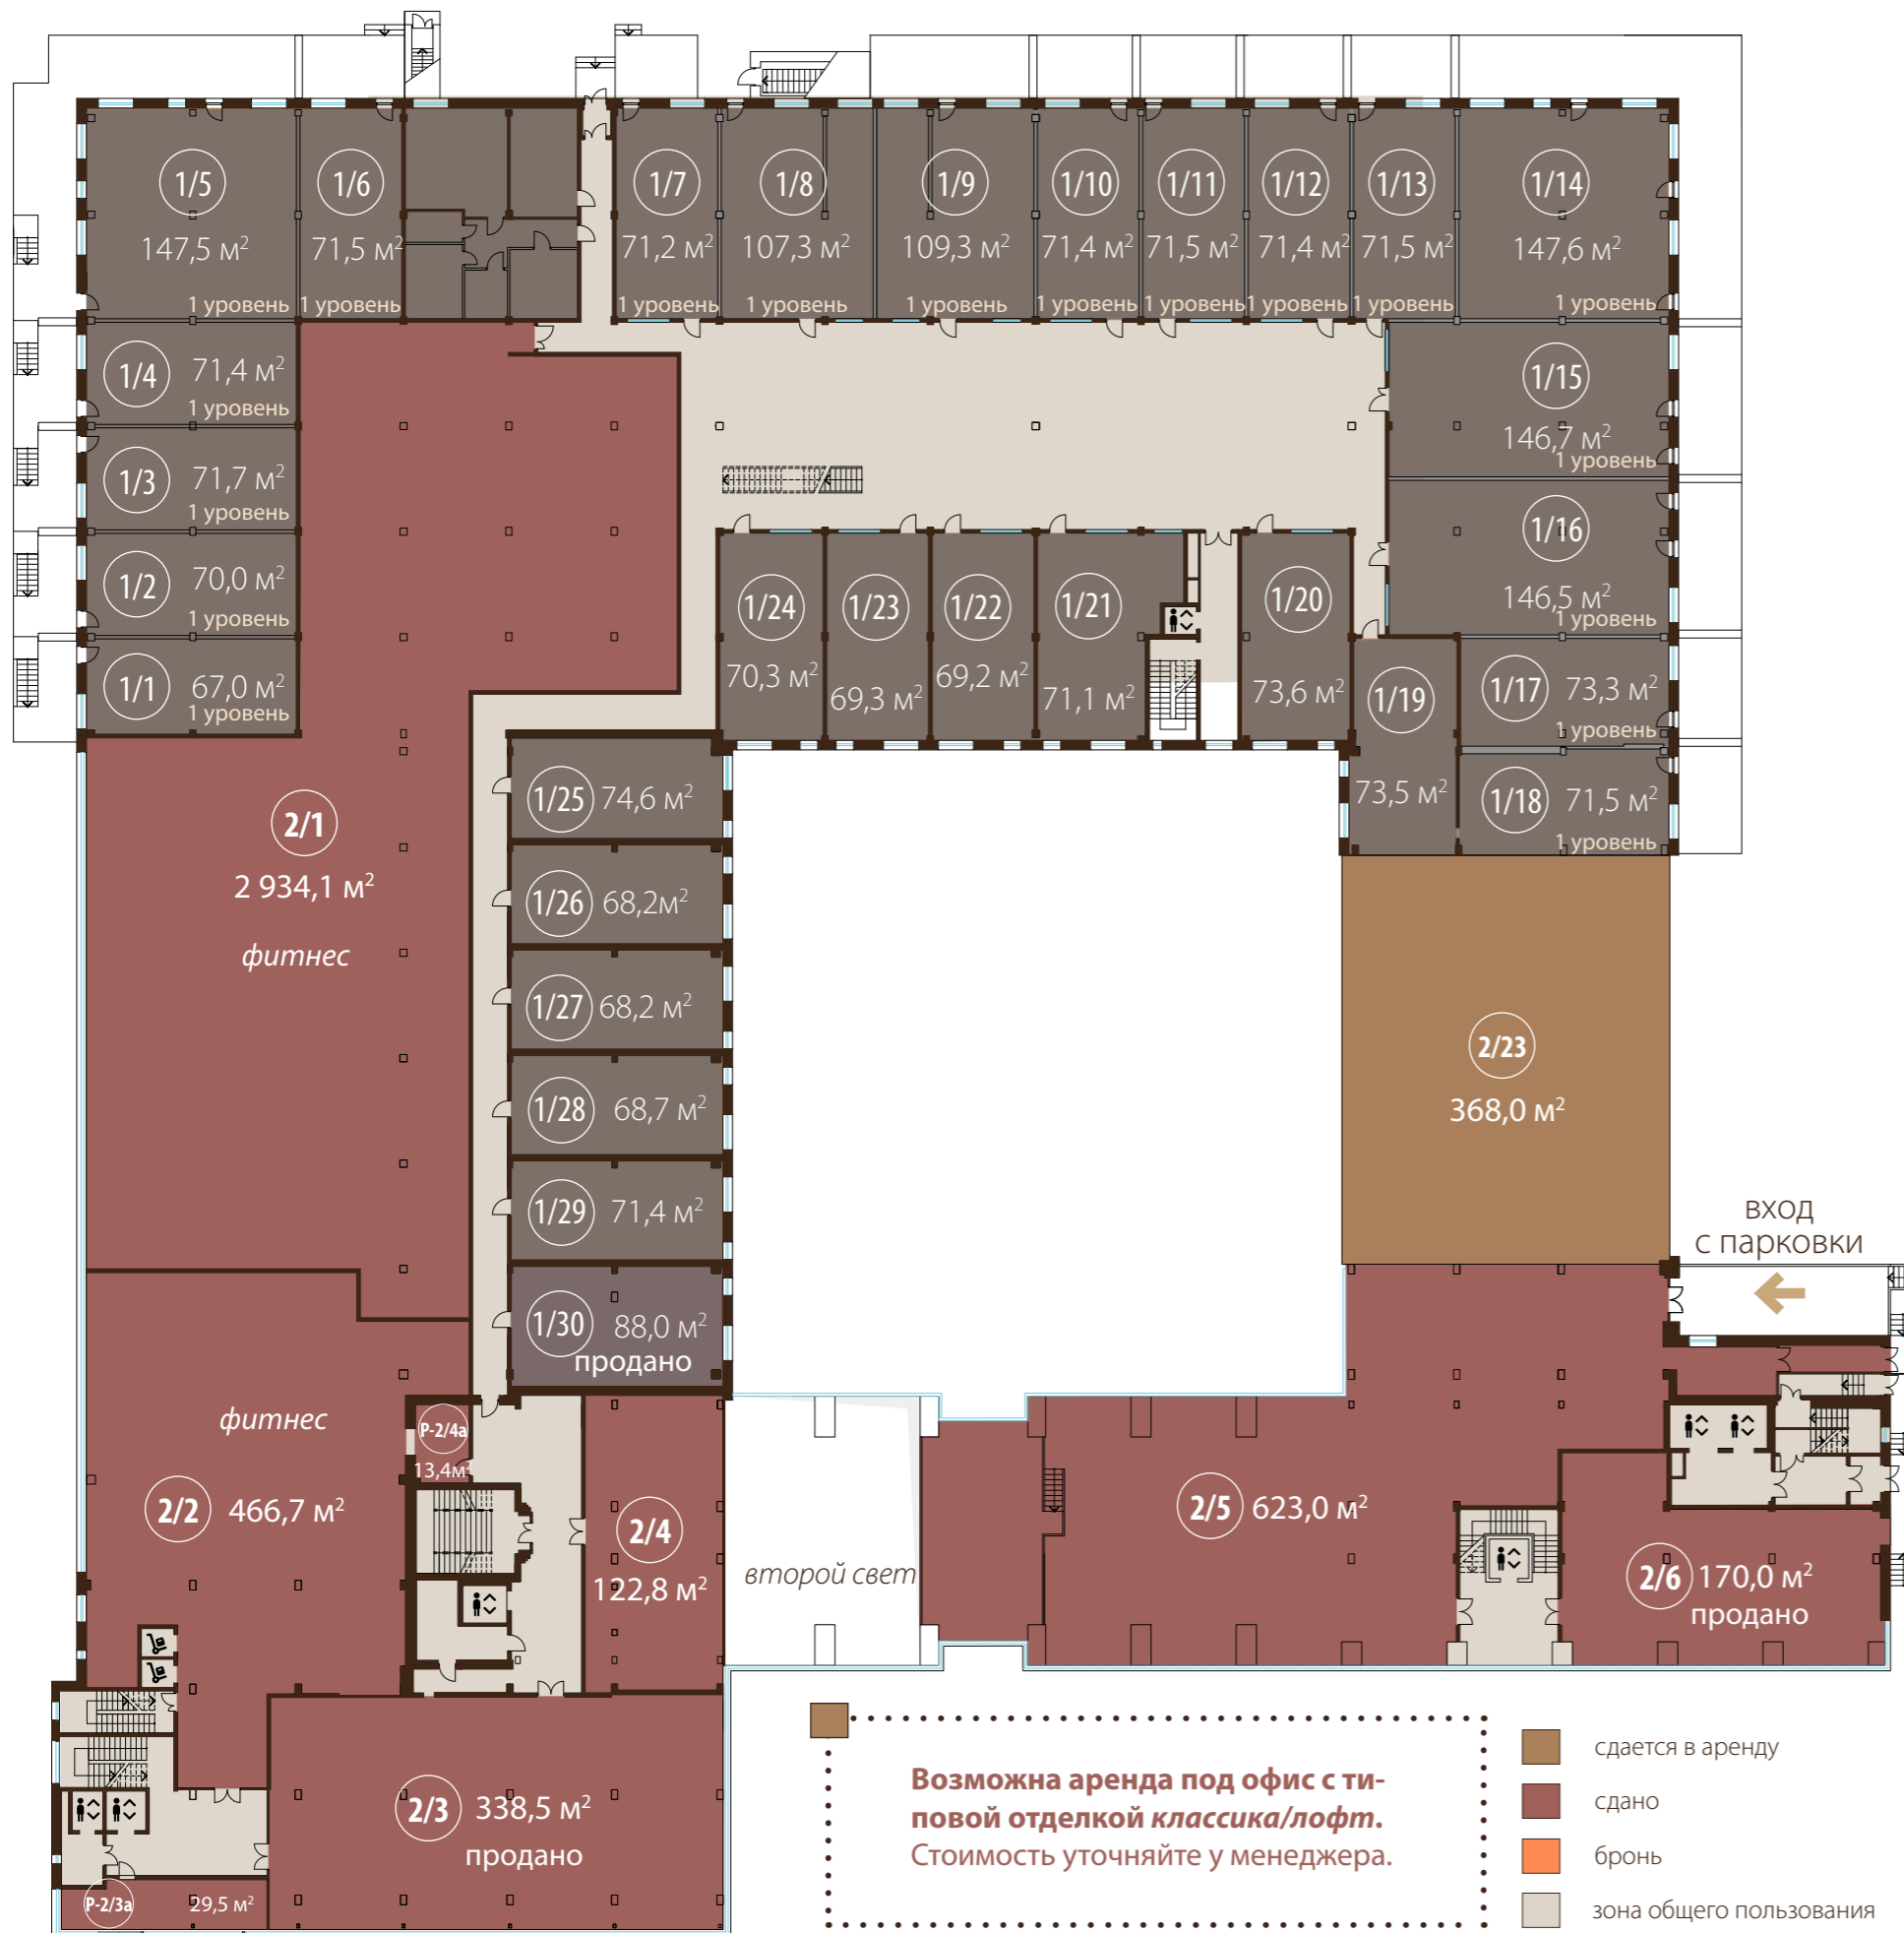 1/5
147,5 м²
1 уровень
1/6
71,5 м²
1 уровень
1/7
71,2 м²
1 уровень
1/8
107,3 м²
1 уровень
1/9
109,3 м²
1 уровень
1/10
71,4 м²
1 уровень
1/11
71,5 м²
1 уровень
1/12
71,4 м²
1 уровень
1/13
71,5 м²
1 уровень
1/14
147,6 м²
1 уровень
1/4 71,4 м²
1 уровень
1/3 71,7 м²
1 уровень
1/2 70,0 м²
1 уровень
1/1 67,0 м²
1 уровень
1/15
146,7 м²
1 уровень
1/16
146,5 м²
1 уровень
1/24
70,3 м²
1/23
69,3 м²
1/22
69,2 м²
1/21
71,1 м²
1/20
73,6 м²
1/19
73,5 м²
1/17 73,3 м²
1 уровень
1/18 71,5 м²
1 уровень
2/1
2 934,1 м²
фитнес
1/25 74,6 м²
1/26 68,2м²
1/27 68,2 м²
1/28 68,7 м²
1/29 71,4 м²
1/30 88,0 м²
продано
2/23
368,0 м²
вход
с парковки
фитнес
2/2 466,7 м²
Р-2/4а
13,4м²
2/4
122,8 м²
второй свет
2/5 623,0 м²
2/6 170,0 м²
продано
2/3 338,5 м²
продано
Р-2/3а 29,5 м²
Возможна аренда под офис с ти-
повой отделкой классика/лофт.
Стоимость уточняйте у менеджера.
сдается в аренду
сдано
бронь
зона общего пользования